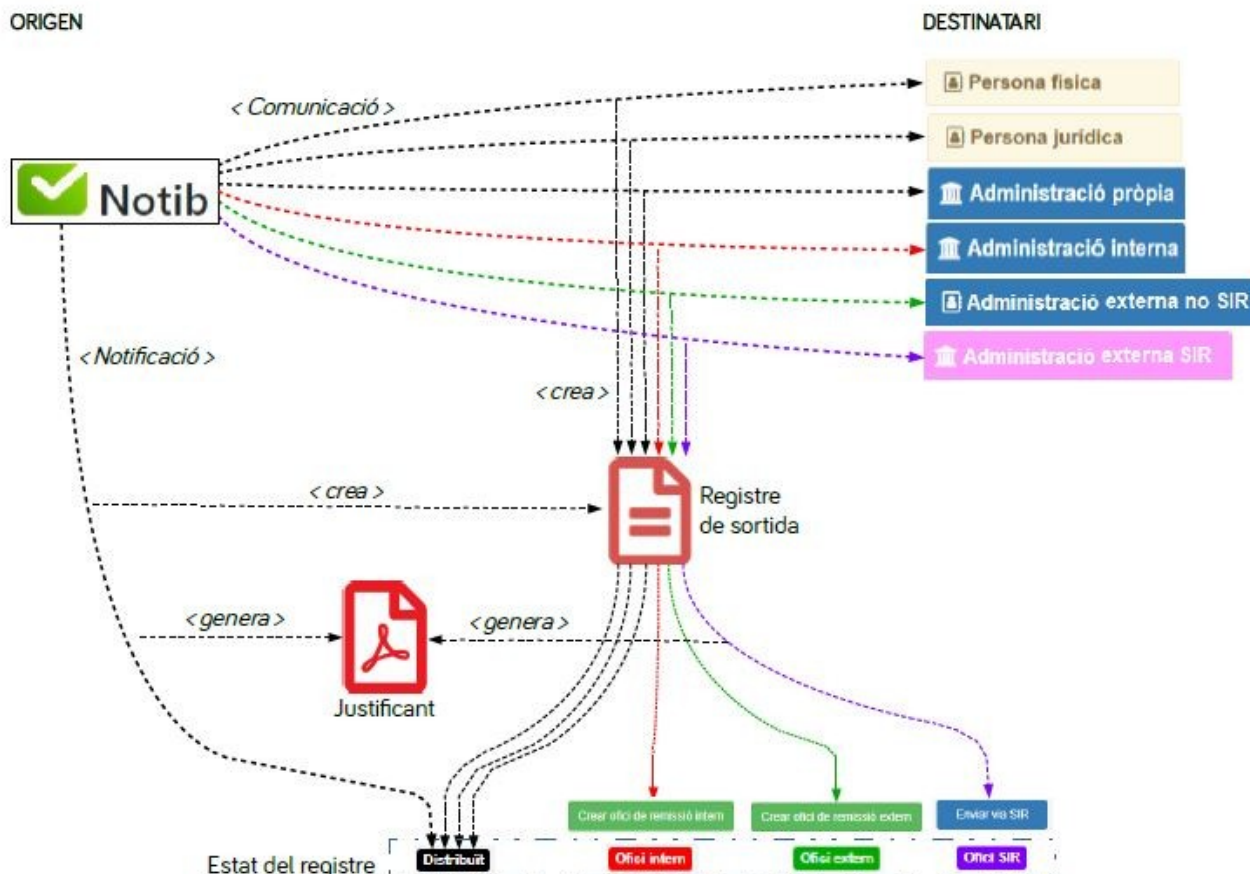 ORIGEN
DESTINATARI
< Comunicació >
Persona física
Persona jurídica
Notib
Administració pròpia
Administració interna
Administració externa no SIR
Administració externa SIR
< Notificació >
< crea >
< crea >
Registre
de sortida
< genera >
< genera >
Justificant
Crear ofici de remissió intern
Crear ofici de remissió extern
Enviar via SIR
Estat del registre
Distribuït
Ofici intern
Ofici extern
Ofici SIR